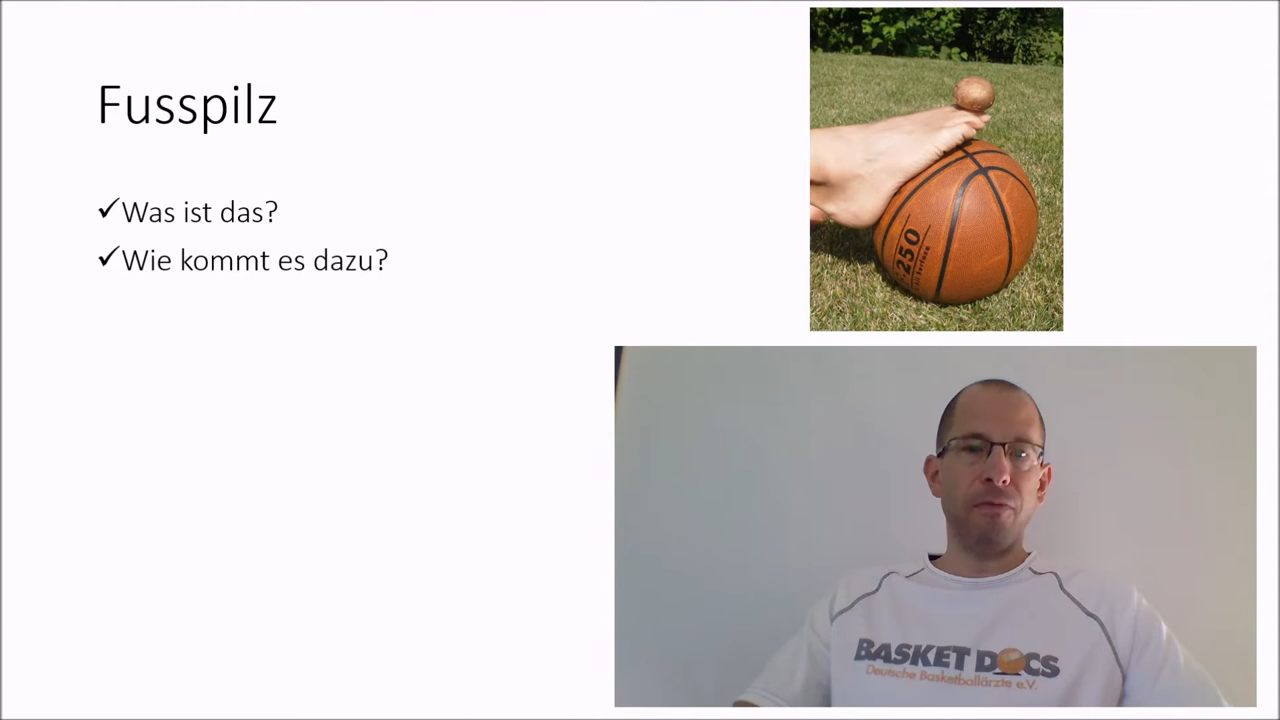 Fusspilz
✓Was ist das?
✓Wie kommt es dazu?
250
BASKET DOCS
Deutsche Basketballärzte e.V.